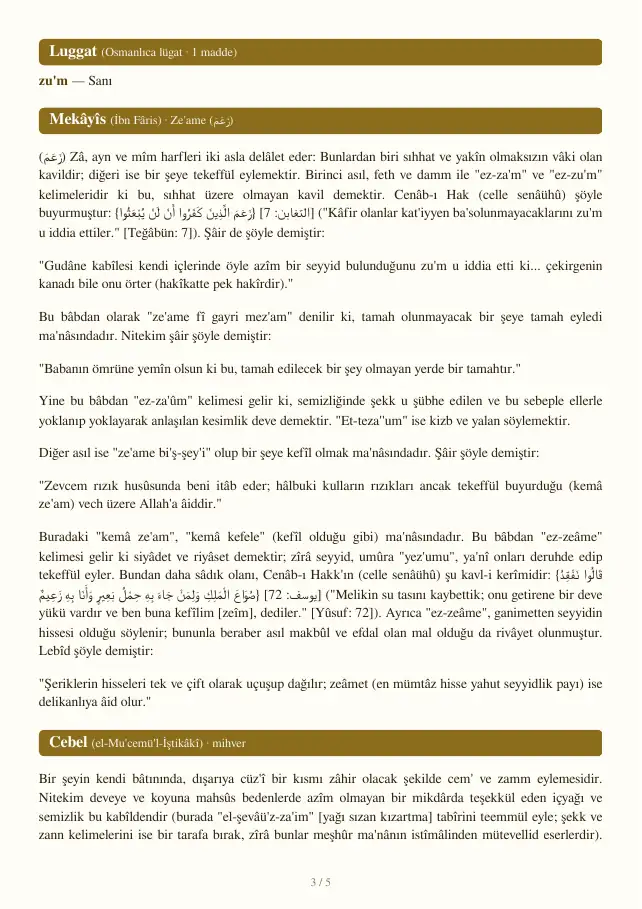 Luggat (Osmanlıca lügat · 1 madde)
zu'm — Sanı
Mekâyîs (İbn Fâris) · Ze'ame (زَعَمَ)
(زَعَمَ) Zâ, ayn ve mîm harfleri iki asla delâlet eder: Bunlardan biri sıhhat ve yakîn olmaksızın vâki olan
kavildir; diğeri ise bir şeye tekeffül eylemektir. Birinci asıl, feth ve damm ile "ez-za'm" ve "ez-zu'm"
kelimeleridir ki bu, sıhhat üzere olmayan kavil demektir. Cenâb-ı Hak (celle senâühû) şöyle
buyurmuştur: {زَعَمَ الَّذِينَ كَفَرُوا أَنْ لَنْ يُبْعَثُوا} [التغابن: 7] ("Kâfir olanlar kat'iyyen ba'solunmayacaklarını zu'm
u iddia ettiler." [Teğâbün: 7]). Şâir de şöyle demiştir:
"Gudâne kabîlesi kendi içlerinde öyle azîm bir seyyid bulunduğunu zu'm u iddia etti ki... çekirgenin
kanadı bile onu örter (hakîkatte pek hakîrdir)."
Bu bâbdan olarak "ze'ame fî gayri mez'am" denilir ki, tamah olunmayacak bir şeye tamah eyledi
ma'nâsındadır. Nitekim şâir şöyle demiştir:
"Babanın ömrüne yemîn olsun ki bu, tamah edilecek bir şey olmayan yerde bir tamahtır."
Yine bu bâbdan "ez-za'ûm" kelimesi gelir ki, semizliğinde şekk u şübhe edilen ve bu sebeple ellerle
yoklanıp yoklayarak anlaşılan kesimlik deve demektir. "Et-teza''um" ise kizb ve yalan söylemektir.
Diğer asıl ise "ze'ame bi'ş-şey'i" olup bir şeye kefîl olmak ma'nâsındadır. Şâir şöyle demiştir:
"Zevcem rızık husûsunda beni itâb eder; hâlbuki kulların rızıkları ancak tekeffül buyurduğu (kemâ
ze'am) vech üzere Allah'a âiddir."
Buradaki "kemâ ze'am", "kemâ kefele" (kefîl olduğu gibi) ma'nâsındadır. Bu bâbdan "ez-zeâme"
kelimesi gelir ki siyâdet ve riyâset demektir; zîrâ seyyid, umûra "yez'umu", ya'nî onları deruhde edip
tekeffül eyler. Bundan daha sâdık olanı, Cenâb-ı Hakk'ın (celle senâühû) şu kavl-i kerîmidir: {قَالُوا نَفْقِدُ
صُوَاعَ الْمَلِكِ وَلِمَنْ جَاءَ بِهِ حِمْلُ بَعِيرٍ وَأَنَا بِهِ زَعِيمٌ} [يوسف: 72] ("Melikin su tasını kaybettik; onu getirene bir deve
yükü vardır ve ben buna kefîlim [zeîm], dediler." [Yûsuf: 72]). Ayrıca "ez-zeâme", ganimetten seyyidin
hissesi olduğu söylenir; bununla beraber asıl makbûl ve efdal olan mal olduğu da rivâyet olunmuştur.
Lebîd şöyle demiştir:
"Şeriklerin hisseleri tek ve çift olarak uçuşup dağılır; zeâmet (en mümtâz hisse yahut seyyidlik payı) ise
delikanlıya âid olur."
Cebel (el-Mu'cemü'l-İştikâkî) · mihver
Bir şeyin kendi bâtınında, dışarıya cüz'î bir kısmı zâhir olacak şekilde cem' ve zamm eylemesidir.
Nitekim deveye ve koyuna mahsûs bedenlerde azîm olmayan bir mikdârda teşekkül eden içyağı ve
semizlik bu kabîldendir (burada "el-şevâü'z-za'im" [yağı sızan kızartma] tabîrini teemmül eyle; şekk ve
zann kelimelerini ise bir tarafa bırak, zîrâ bunlar meşhûr ma'nânın istîmâlinden mütevellid eserlerdir).
3 / 5